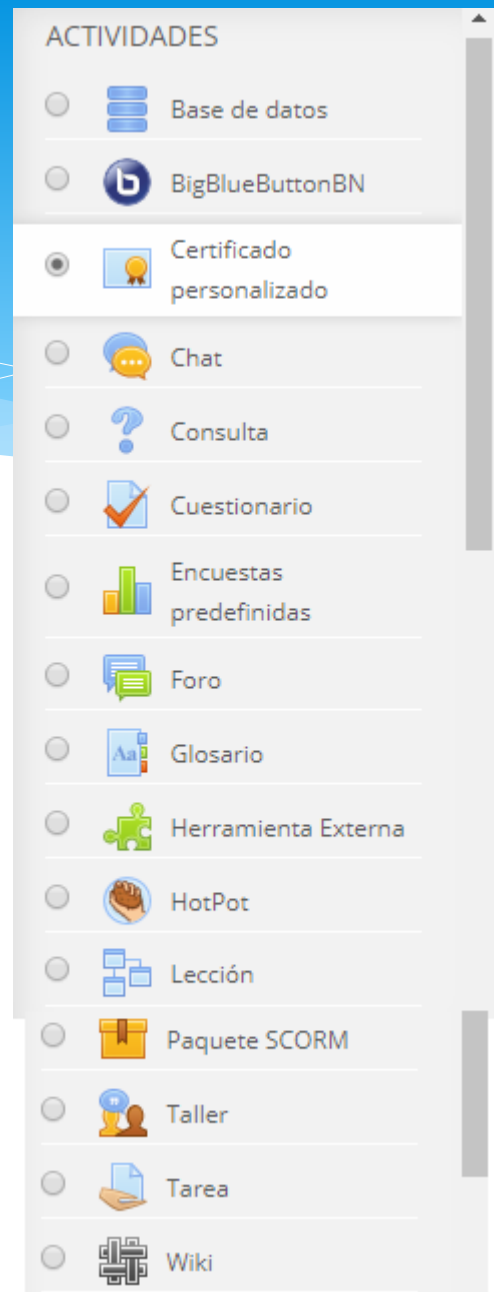 ACTIVIDADES
Base de datos
BigBlueButtonBN
Certificado
personalizado
Chat
Consulta
Cuestionario
Encuestas
predefinidas
Foro
Aa
Glosario
Herramienta Externa
HotPot
Lección
Paquete SCORM
Taller
Tarea
Wiki